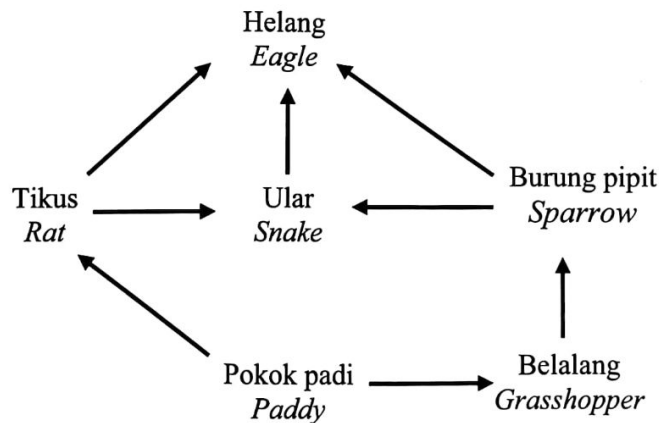 Helang
Eagle
Tikus
Rat
Ular
Snake
Burung pipit
Sparrow
Pokok padi
Paddy
Belalang
Grasshopper